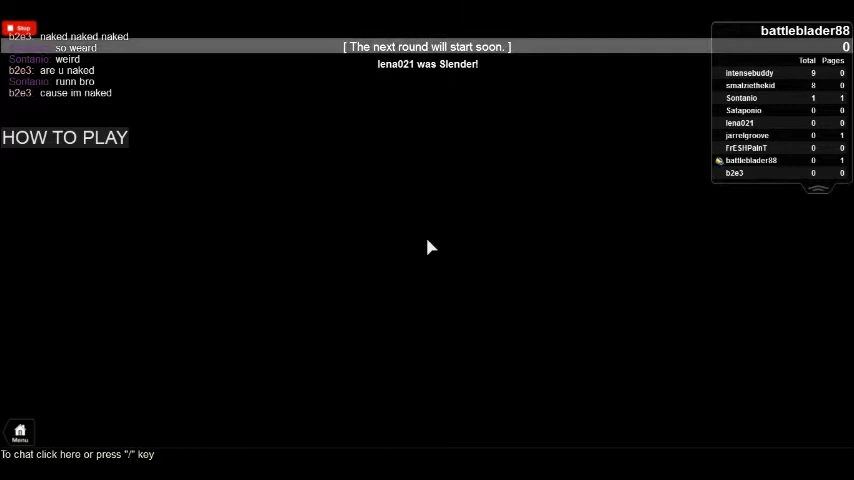 Stop
b2e3: naked naked naked
Sontanio: so weard
Sontanio: weird
b2e3: are u naked
Sontanio: runn bro
b2e3: cause im naked
[ The next round will start soon. ]
lena021 was Slender!
HOW TO PLAY
battleblader88
0
Total Pages
intensebuddy 9 0
smalziethekid 8 0
Sontanio 1 1
Sataponio 0 0
lena021 0 0
jarrelgroove 0 1
FrESHPaInT 0 0
battleblader88 0 1
b2e3 0 0
Menu
To chat click here or press "/" key